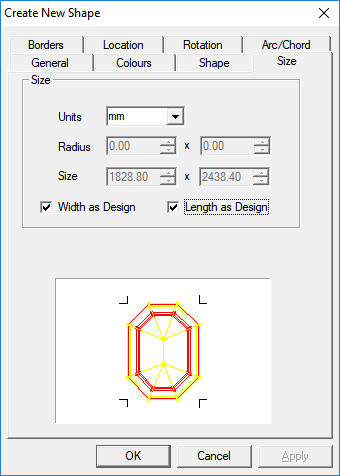 Create New Shape
Borders Location Rotation Arc/Chord
General Colours Shape Size
Size
Units mm
Radius 0.00 x 0.00
Size 1828.80 x 2438.40
Width as Design Length as Design
OK Cancel Apply